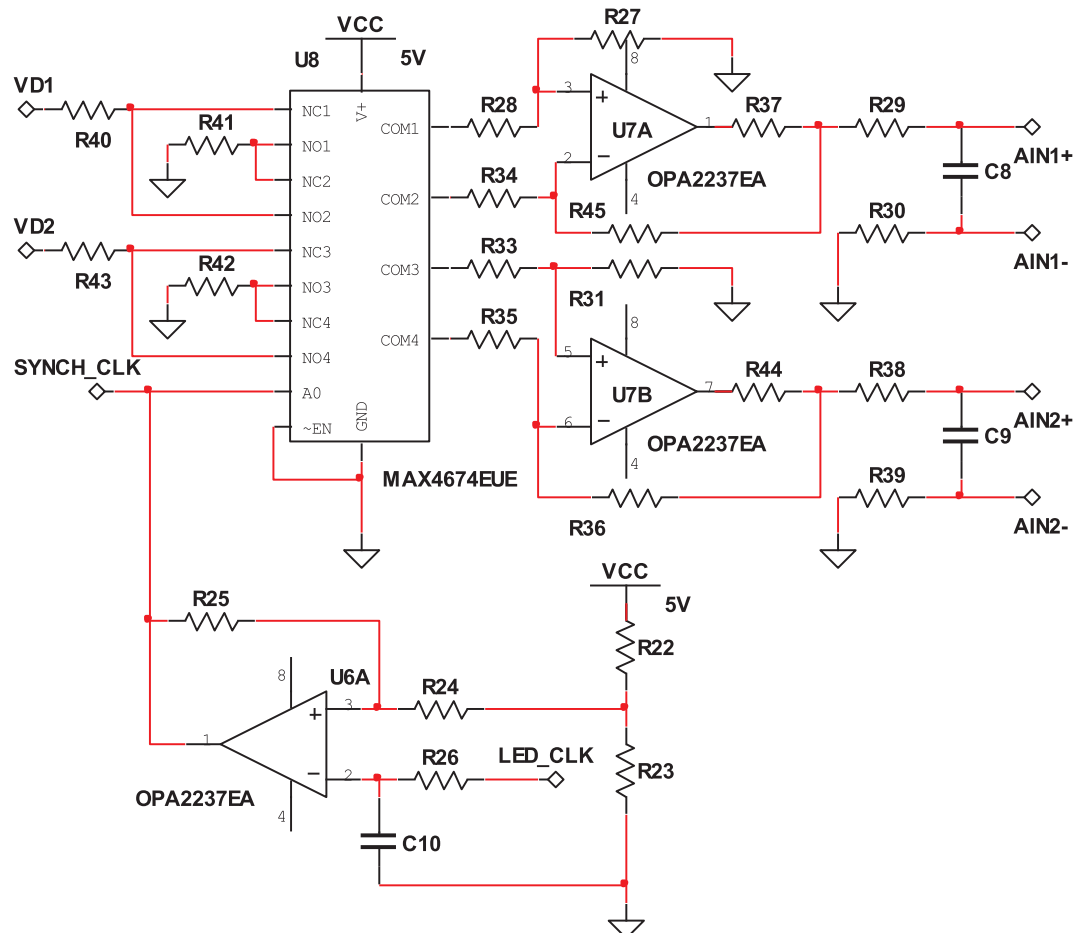 VCC
5V
U8
VD1
R40
R41
NC1
NO1
NC2
NO2
V+
COM1
COM2
VD2
R43
R42
NC3
NO3
NC4
NO4
COM3
COM4
SYNCH_CLK
A0
~EN
GND
MAX4674EUE
R28
R27
8
3
+
U7A
1
2
−
4
OPA2237EA
R34
R45
R37
R29
AIN1+
C8
R30
AIN1-
R33
R31
R35
8
5
+
U7B
7
6
−
4
OPA2237EA
R36
R44
R38
AIN2+
C9
R39
AIN2-
VCC
5V
R22
R25
U6A
8
3
+
1
−
2
4
OPA2237EA
R24
R26
LED_CLK
R23
C10